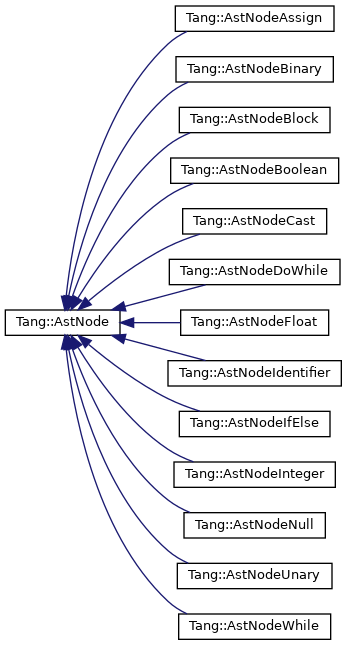 Tang::AstNodeAssign
Tang::AstNodeBinary
Tang::AstNodeBlock
Tang::AstNodeBoolean
Tang::AstNodeCast
Tang::AstNodeDoWhile
Tang::AstNode
Tang::AstNodeFloat
Tang::AstNodeIdentifier
Tang::AstNodeIfElse
Tang::AstNodeInteger
Tang::AstNodeNull
Tang::AstNodeUnary
Tang::AstNodeWhile